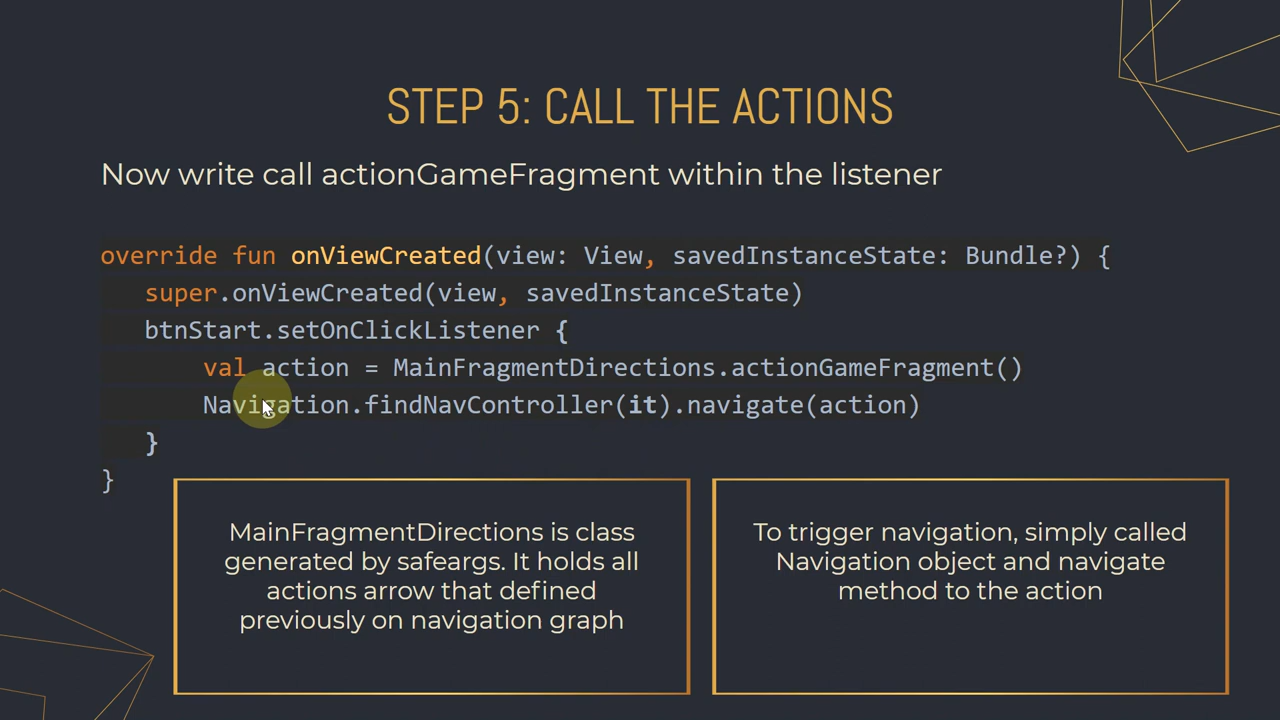 STEP 5: CALL THE ACTIONS
Now write call actionGameFragment within the listener
override fun onViewCreated(view: View, savedInstanceState: Bundle?) {
super.onViewCreated(view, savedInstanceState)
btnStart.setOnClickListener {
val action = MainFragmentDirections.actionGameFragment()
Navigation.findNavController(it).navigate(action)
}
}
MainFragmentDirections is class
generated by safeargs. It holds all
actions arrow that defined
previously on navigation graph
To trigger navigation, simply called
Navigation object and navigate
method to the action